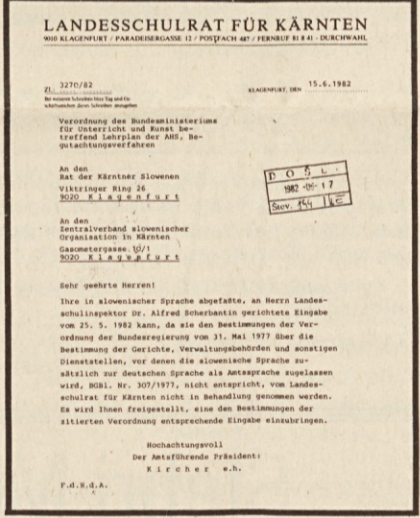 LANDESSCHULRAT FÜR KÄRNTEN
9010 KLAGENFURT / PARADEISERGASSE 12 / POSTFACH 487 / FERNRUF 81 8 41 - DURCHWAHL
Zl. 3270/82
KLAGENFURT, DEN 15.6.1982
Bei weiteren Schreiben
Verordnung des Bundesministeriums
für Unterricht und Kunst be-
treffend Lehrplan der AHS, Be-
gutachtungsverfahren
An den
Rat der Kärntner Slowenen
Viktringer Ring 26
9020 K l a g e n f u r t
DOŠL.
1982 -06- 17
Štev. 144
An den
Zentralverband slowenischer
Organisation in Kärnten
Gasometergasse 10/1
9020 K l a g e n f u r t
Sehr geehrte Herren!
Ihre in slowenischer Sprache abgefaßte, an Herrn Landes-
schulinspektor Dr. Alfred Scherbantin gerichtete Eingabe
vom 25. 5. 1982 kann, da sie den Bestimmungen der Ver-
ordnung der Bundesregierung vom 31. Mai 1977 über die
Bestimmung der Gerichte, Verwaltungsbehörden und sonstigen
Dienststellen, vor denen die slowenische Sprache zu-
sätzlich zur deutschen Sprache als Amtssprache zugelassen
wird, BGBl. Nr. 307/1977, nicht entspricht, vom Landes-
schulrat für Kärnten nicht in Behandlung genommen werden.
Es wird Ihnen freigestellt, eine den Bestimmungen der
zitierten Verordnung entsprechende Eingabe einzubringen.
Hochachtungsvoll
Der Amtsführende Präsident:
K i r c h e r e.h.
F.d.R.d.A.